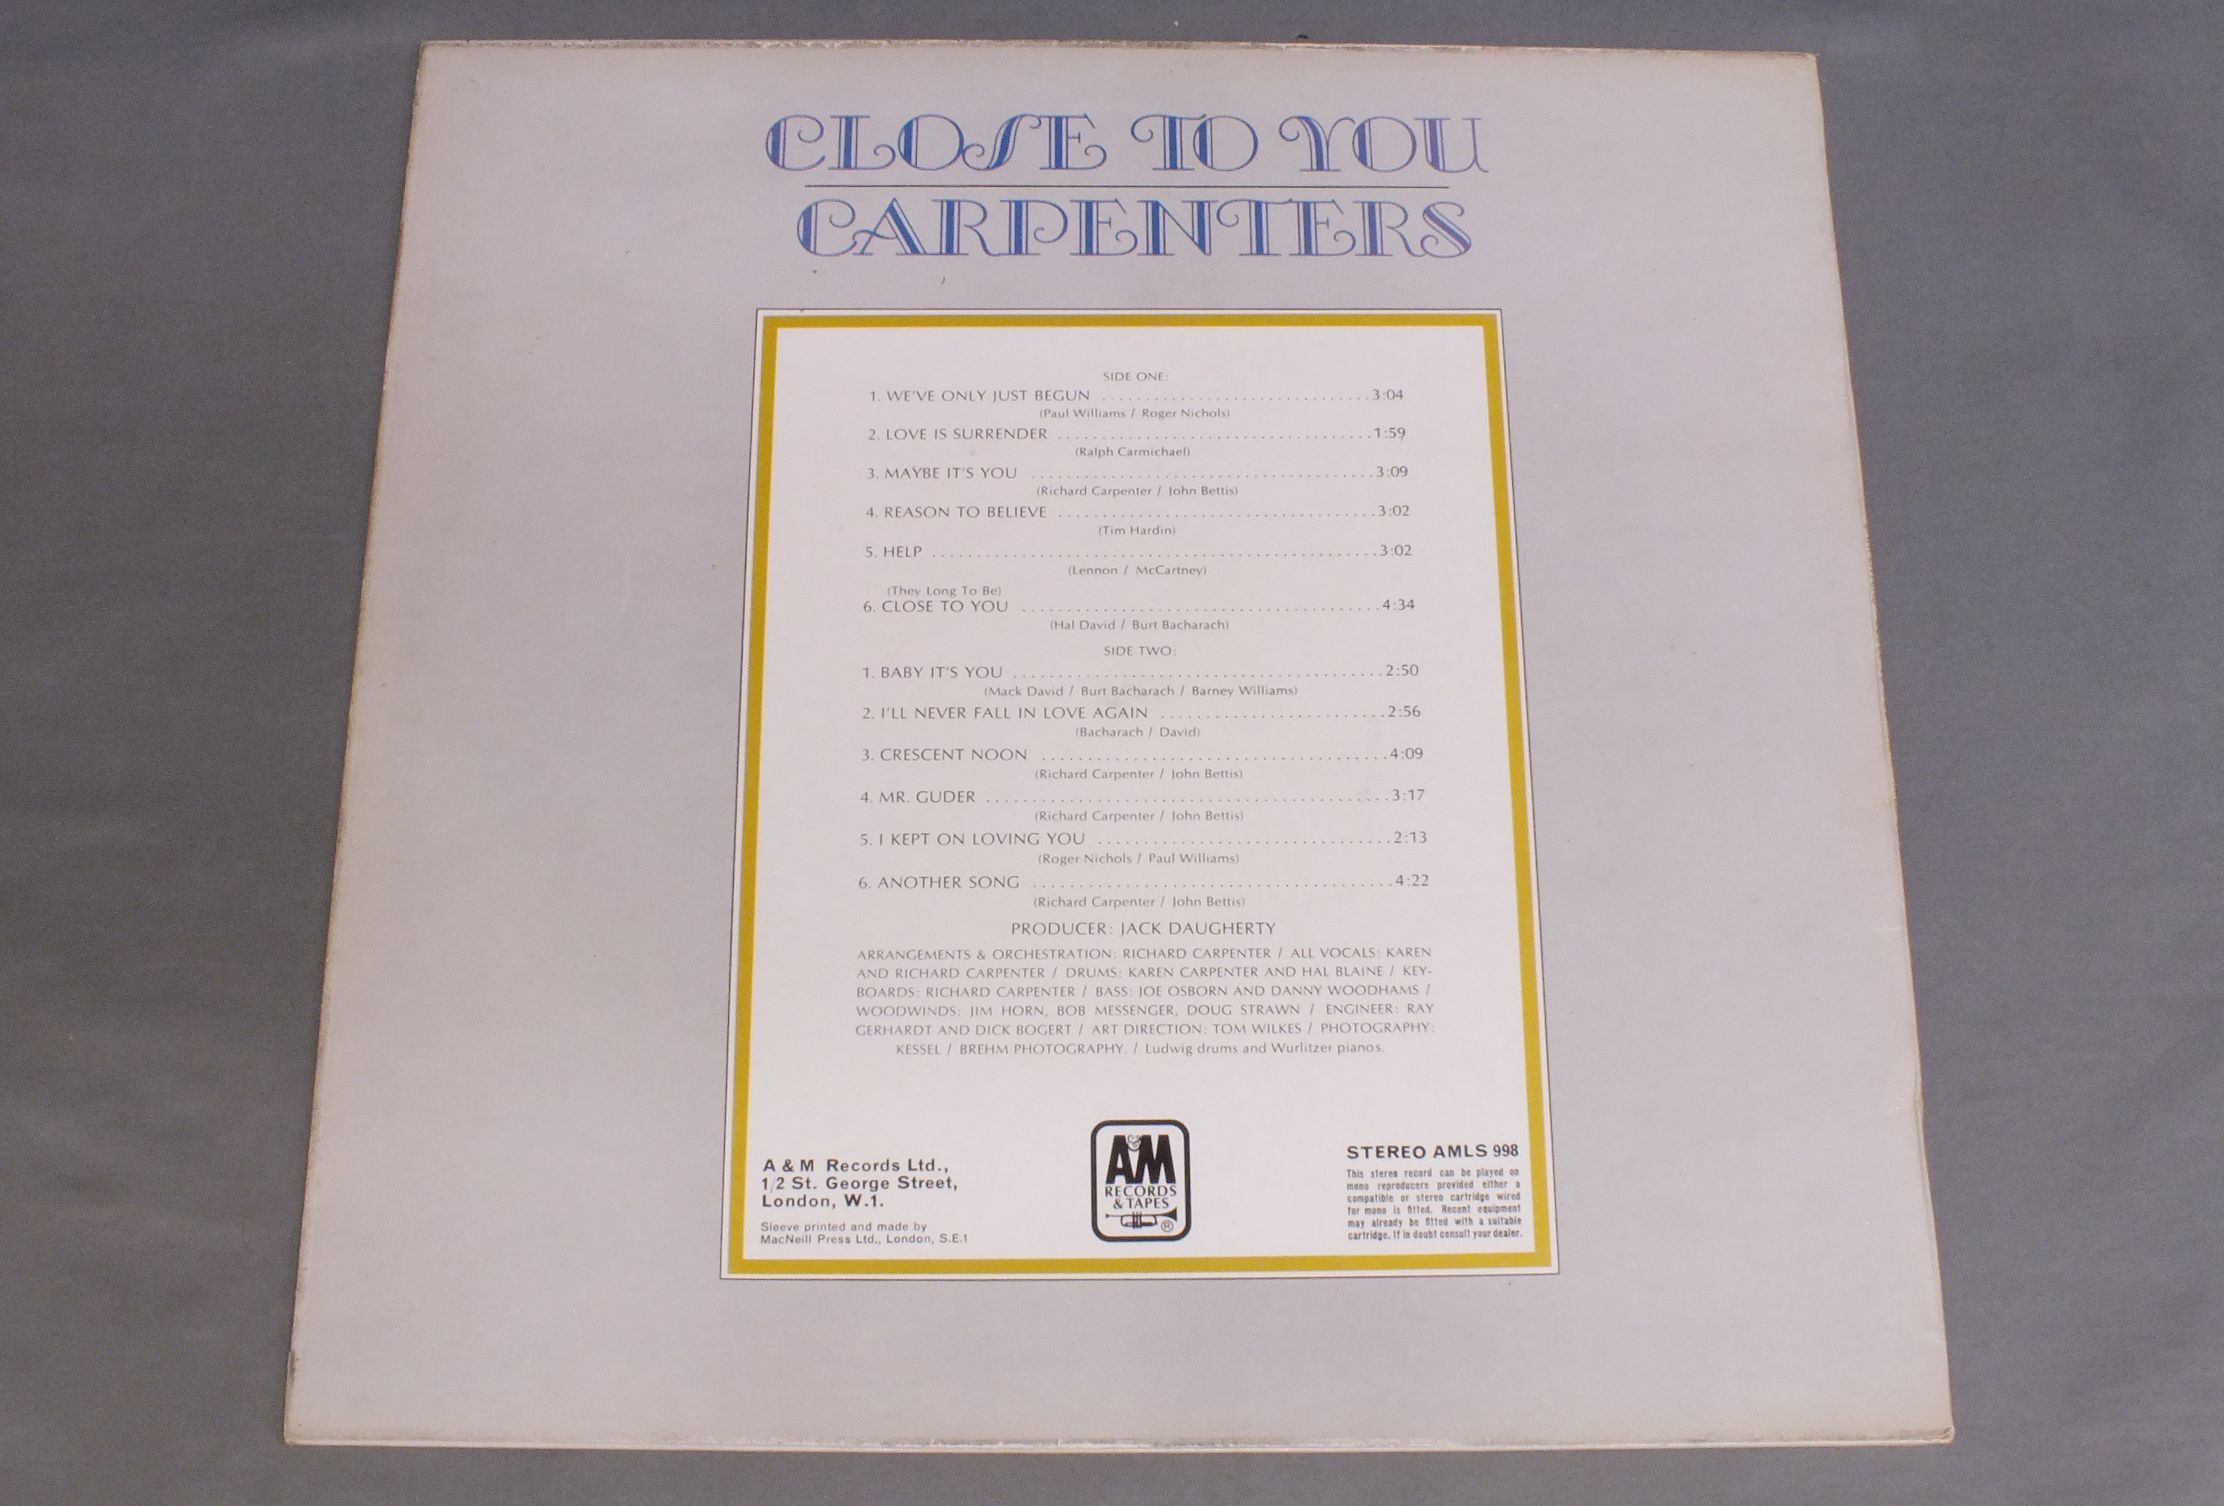 CLOSE TO YOU
CARPENTERS
SIDE ONE:
1. WE'VE ONLY JUST BEGUN ..............................3:04
(Paul Williams / Roger Nichols)
2. LOVE IS SURRENDER ..................................1:59
(Ralph Carmichael)
3. MAYBE IT'S YOU .....................................3:09
(Richard Carpenter / John Bettis)
4. REASON TO BELIEVE ..................................3:02
(Tim Hardin)
5. HELP ................................................3:02
(Lennon / McCartney)
(They Long To Be)
6. CLOSE TO YOU .......................................4:34
(Hal David / Burt Bacharach)
SIDE TWO:
1. BABY IT'S YOU ........................................2:50
(Mack David / Burt Bacharach / Barney Williams)
2. I'LL NEVER FALL IN LOVE AGAIN .........................2:56
(Bacharach / David)
3. CRESCENT NOON .....................................4:09
(Richard Carpenter / John Bettis)
4. MR. GUDER ...........................................3:17
(Richard Carpenter / John Bettis)
5. I KEPT ON LOVING YOU ................................2:13
(Roger Nichols / Paul Williams)
6. ANOTHER SONG .......................................4:22
(Richard Carpenter / John Bettis)
PRODUCER: JACK DAUGHERTY
ARRANGEMENTS & ORCHESTRATION: RICHARD CARPENTER / ALL VOCALS: KAREN
AND RICHARD CARPENTER / DRUMS: KAREN CARPENTER AND HAL BLAINE / KEY-
BOARDS: RICHARD CARPENTER / BASS: JOE OSBORN AND DANNY WOODHAMS /
WOODWINDS: JIM HORN, BOB MESSENGER, DOUG STRAWN / ENGINEER: RAY
GERHARDT AND DICK BOGERT / ART DIRECTION: TOM WILKES / PHOTOGRAPHY:
KESSEL / BREHM PHOTOGRAPHY. / Ludwig drums and Wurlitzer pianos.
A & M Records Ltd.,
1/2 St. George Street,
London, W.1.
Sleeve printed and made by
MacNeill Press Ltd., London, S.E.1
A&M
RECORDS
& TAPES
®
STEREO AMLS 998
This stereo record can be played on
mono reproducers provided either a
compatible or stereo cartridge wired
for mono is fitted. Recent equipment
may already be fitted with a suitable
cartridge. If in doubt consult your dealer.